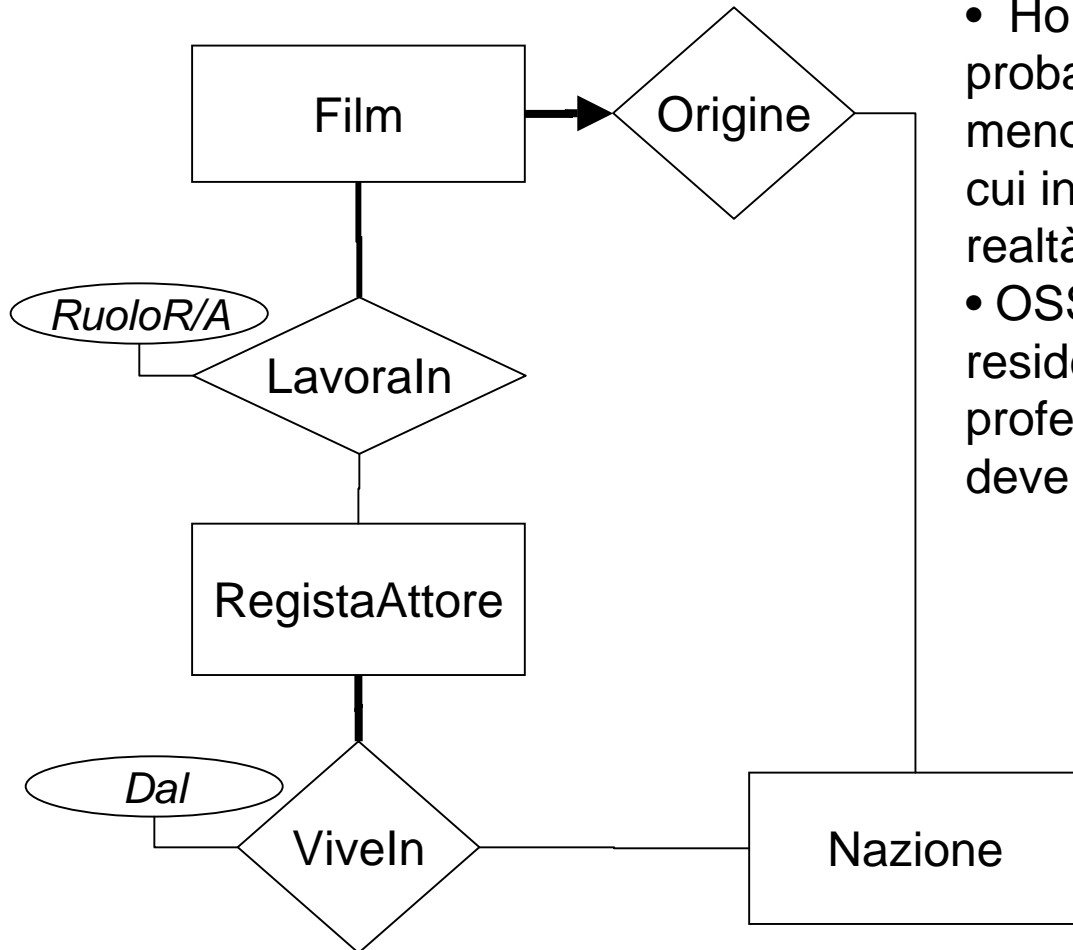 Film
Origine
RuoloR/A
LavoraIn
RegistaAttore
Dal
ViveIn
Nazione
• Ho
proba
meno
cui in
realtà
• OSS
reside
profe
deve